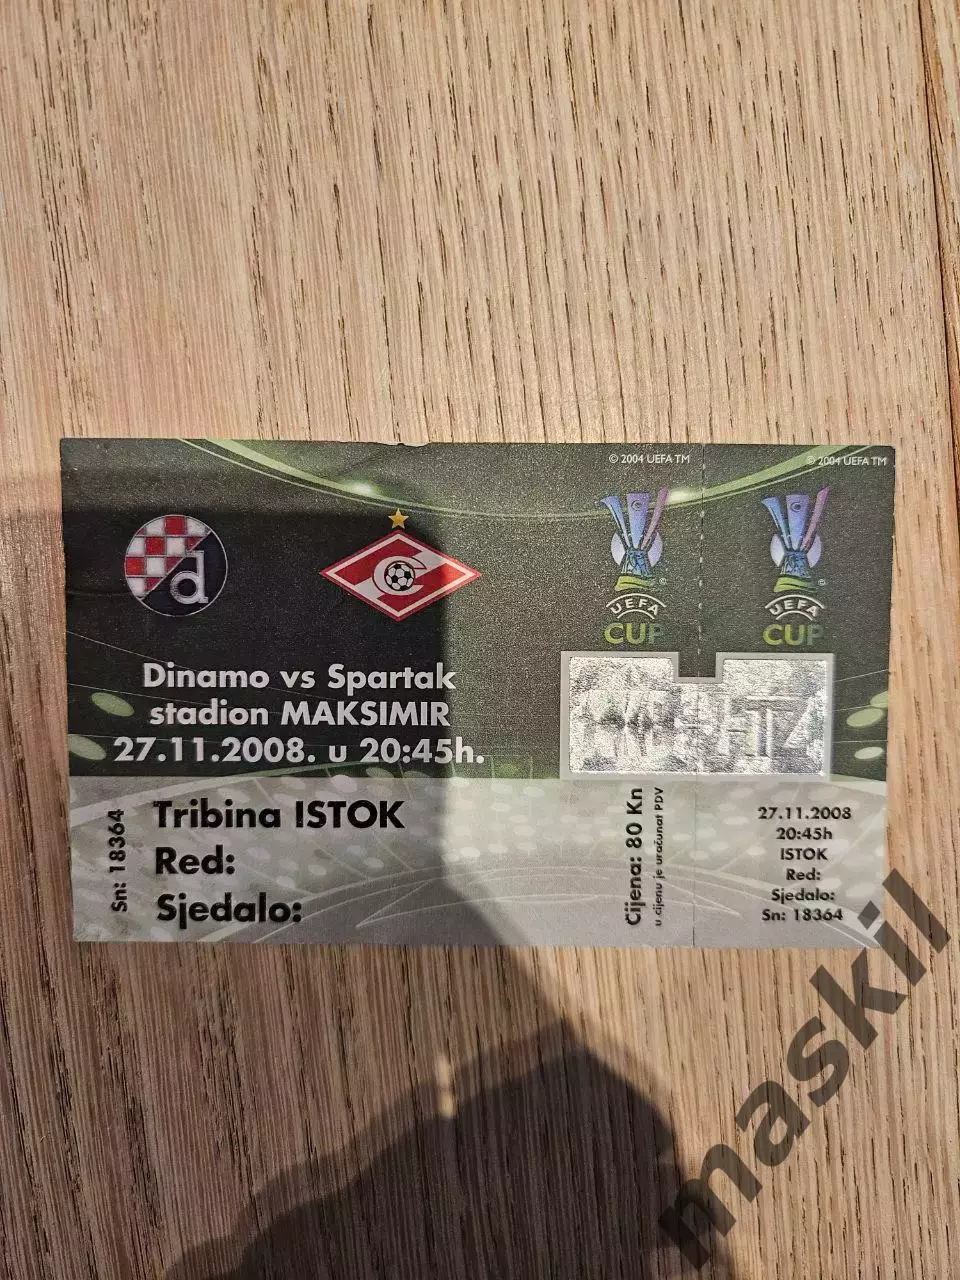 © 2004 UEFA TM
© 2004 UEFA TM
d
UEFA
CUP
UEFA
CUP
Dinamo vs Spartak
stadion MAKSIMIR
27.11.2008. u 20:45h.
Sn: 18364
Tribina ISTOK
Red:
Sjedalo:
Cijena: 80 Kn
u cijenu je uračunat PDV
27.11.2008
20:45h
ISTOK
Red:
Sjedalo:
Sn: 18364
maskil